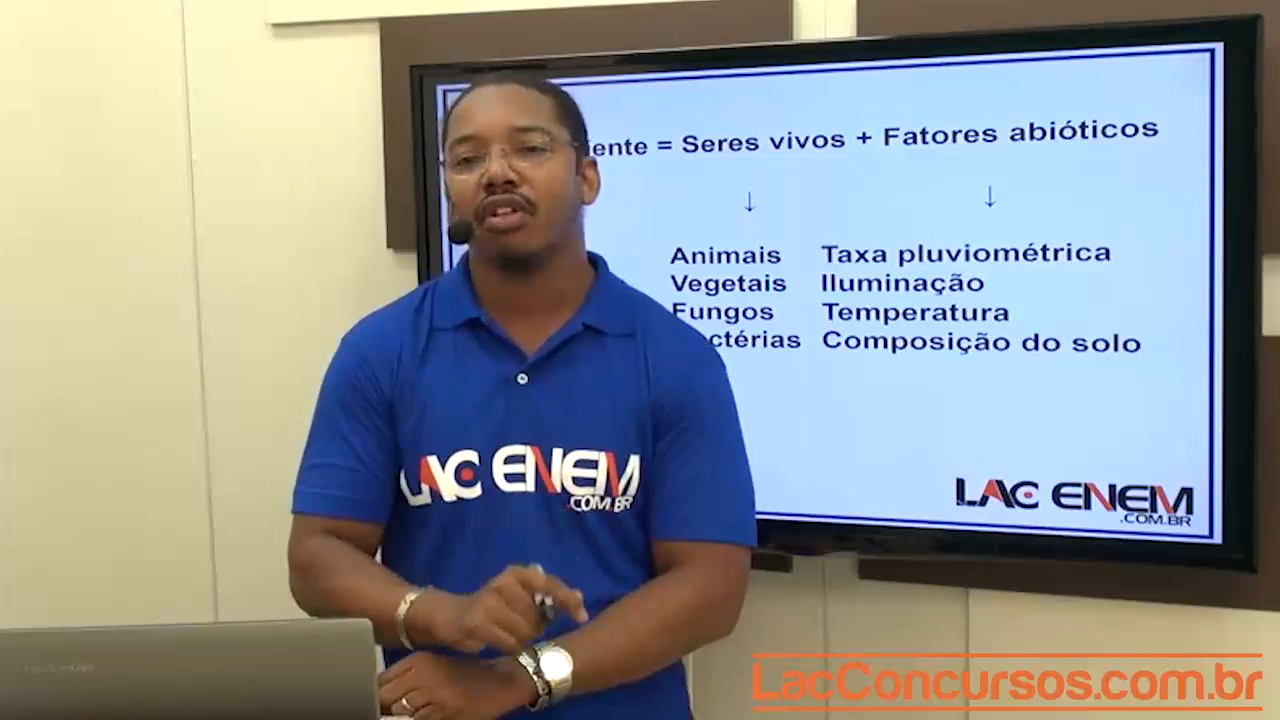 iente = Seres vivos + Fatores abióticos
↓ ↓
Animais Taxa pluviométrica
Vegetais Iluminação
Fungos Temperatura
ctérias Composição do solo
LAC ENEM
.COM.BR
LAC ENEM
.COM.BR
LacConcursos.com.br